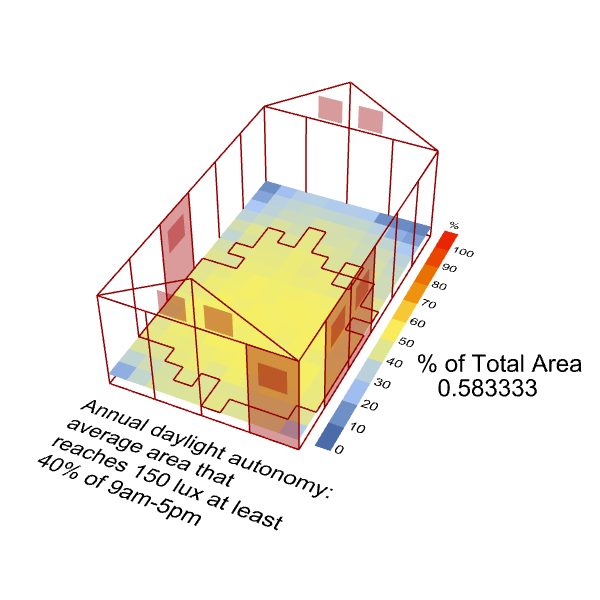 %
100
90
80
70
60
50
40
30
20
10
0
% of Total Area
0.583333
Annual daylight autonomy:
average area that
reaches 150 lux at least
40% of 9am-5pm